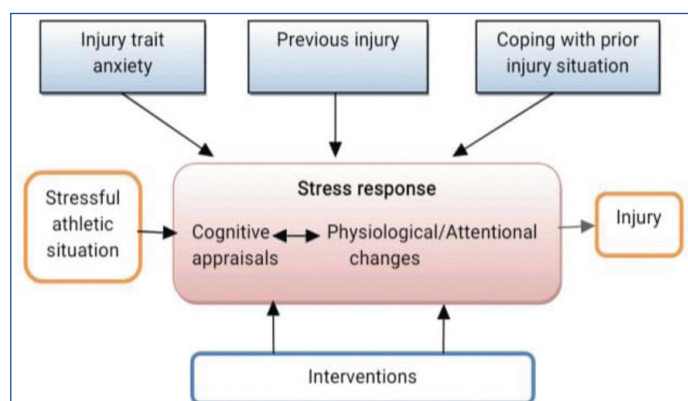 Injury trait
anxiety
Previous injury
Coping with prior
injury situation
Stressful
athletic
situation
Stress response
Cognitive
appraisals
Physiological/Attentional
changes
Injury
Interventions